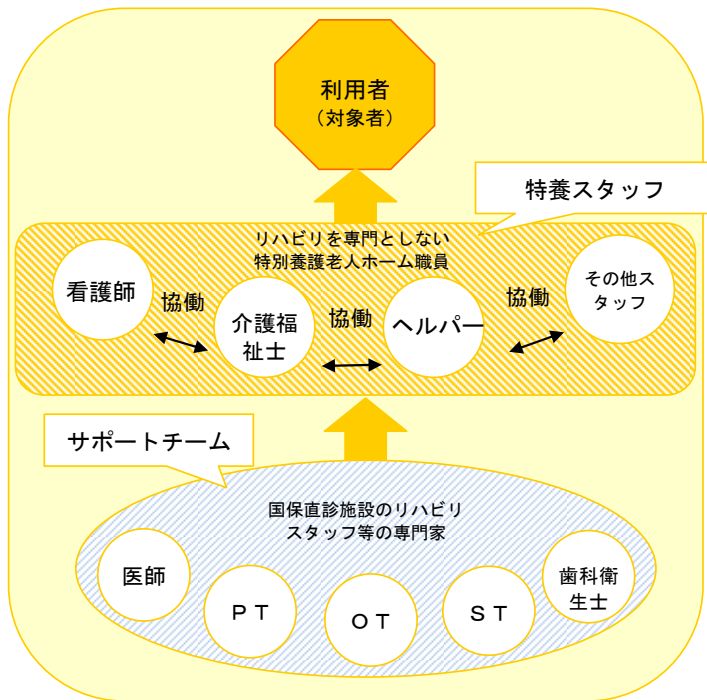 利用者
（対象者）
特養スタッフ
リハビリを専門としない
特別養護老人ホーム職員
看護師
協働
介護福
祉士
協働
ヘルパー
協働
その他ス
タッフ
サポートチーム
国保直診施設のリハビリ
スタッフ等の専門家
医師
ＰＴ
ＯＴ
ＳＴ
歯科衛
生士